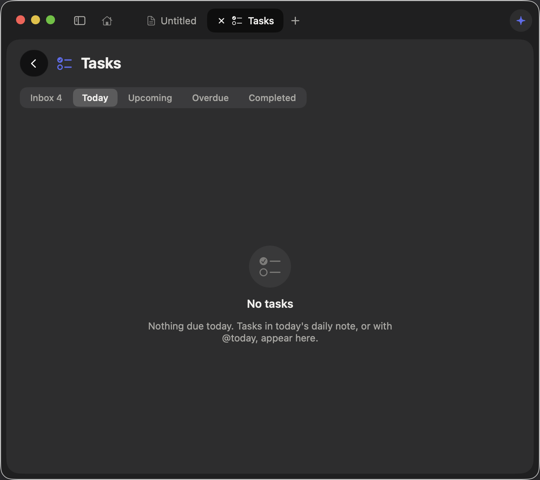 Untitled
Tasks
Tasks
Inbox 4
Today
Upcoming
Overdue
Completed
No tasks
Nothing due today. Tasks in today's daily note, or with
@today, appear here.